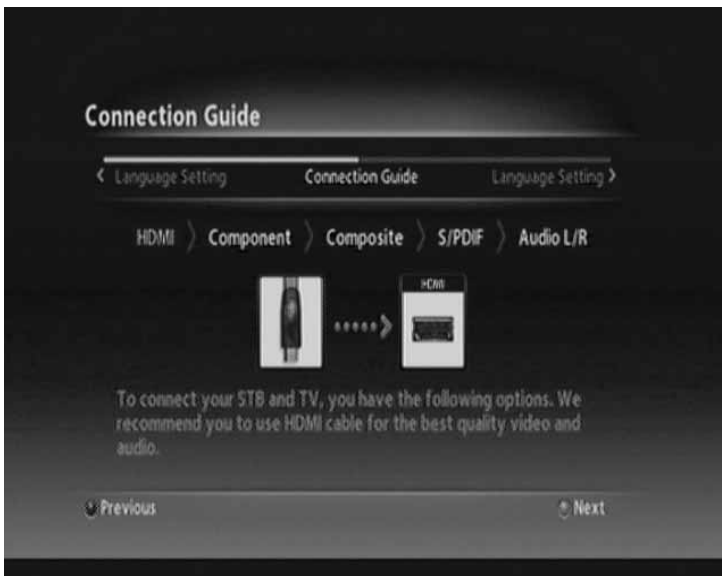 Connection Guide
Language Setting Connection Guide Language Setting
HDMI Component Composite S/PDIF Audio L/R
HDMI
To connect your STB and TV, you have the following options. We
recommend you to use HDMI cable for the best quality video and
audio.
Previous Next